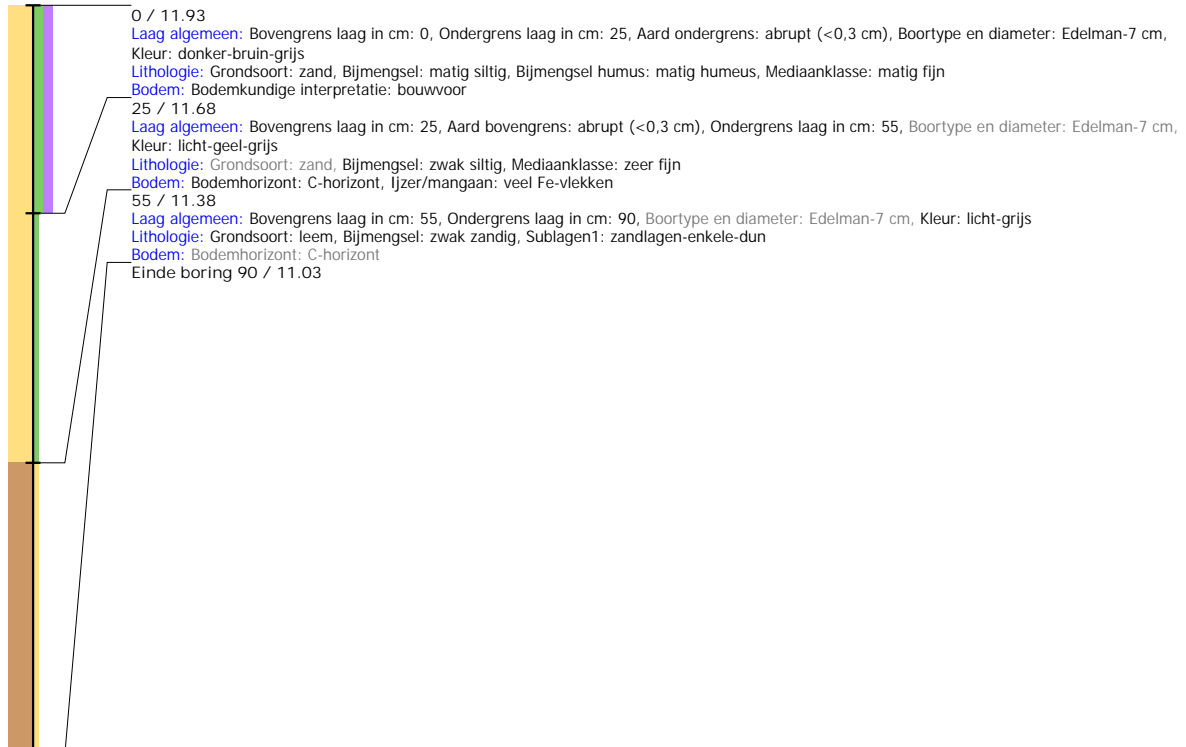 0 / 11.93
Laag algemeen: Bovengrens laag in cm: 0, Ondergrens laag in cm: 25, Aard ondergrens: abrupt (<0,3 cm), Boortype en diameter: Edelman-7 cm,
Kleur: donker-bruin-grijs
Lithologie: Grondsoort: zand, Bijmengsel: matig siltig, Bijmengsel humus: matig humeus, Mediaanklasse: matig fijn
Bodem: Bodemkundige interpretatie: bouwvoor
25 / 11.68
Laag algemeen: Bovengrens laag in cm: 25, Aard bovengrens: abrupt (<0,3 cm), Ondergrens laag in cm: 55, Boortype en diameter: Edelman-7 cm,
Kleur: licht-geel-grijs
Lithologie: Grondsoort: zand, Bijmengsel: zwak siltig, Mediaanklasse: zeer fijn
Bodem: Bodemhorizont: C-horizont, Ijzer/mangaan: veel Fe-vlekken
55 / 11.38
Laag algemeen: Bovengrens laag in cm: 55, Ondergrens laag in cm: 90, Boortype en diameter: Edelman-7 cm, Kleur: licht-grijs
Lithologie: Grondsoort: leem, Bijmengsel: zwak zandig, Sublagen1: zandlagen-enkele-dun
Bodem: Bodemhorizont: C-horizont
Einde boring 90 / 11.03